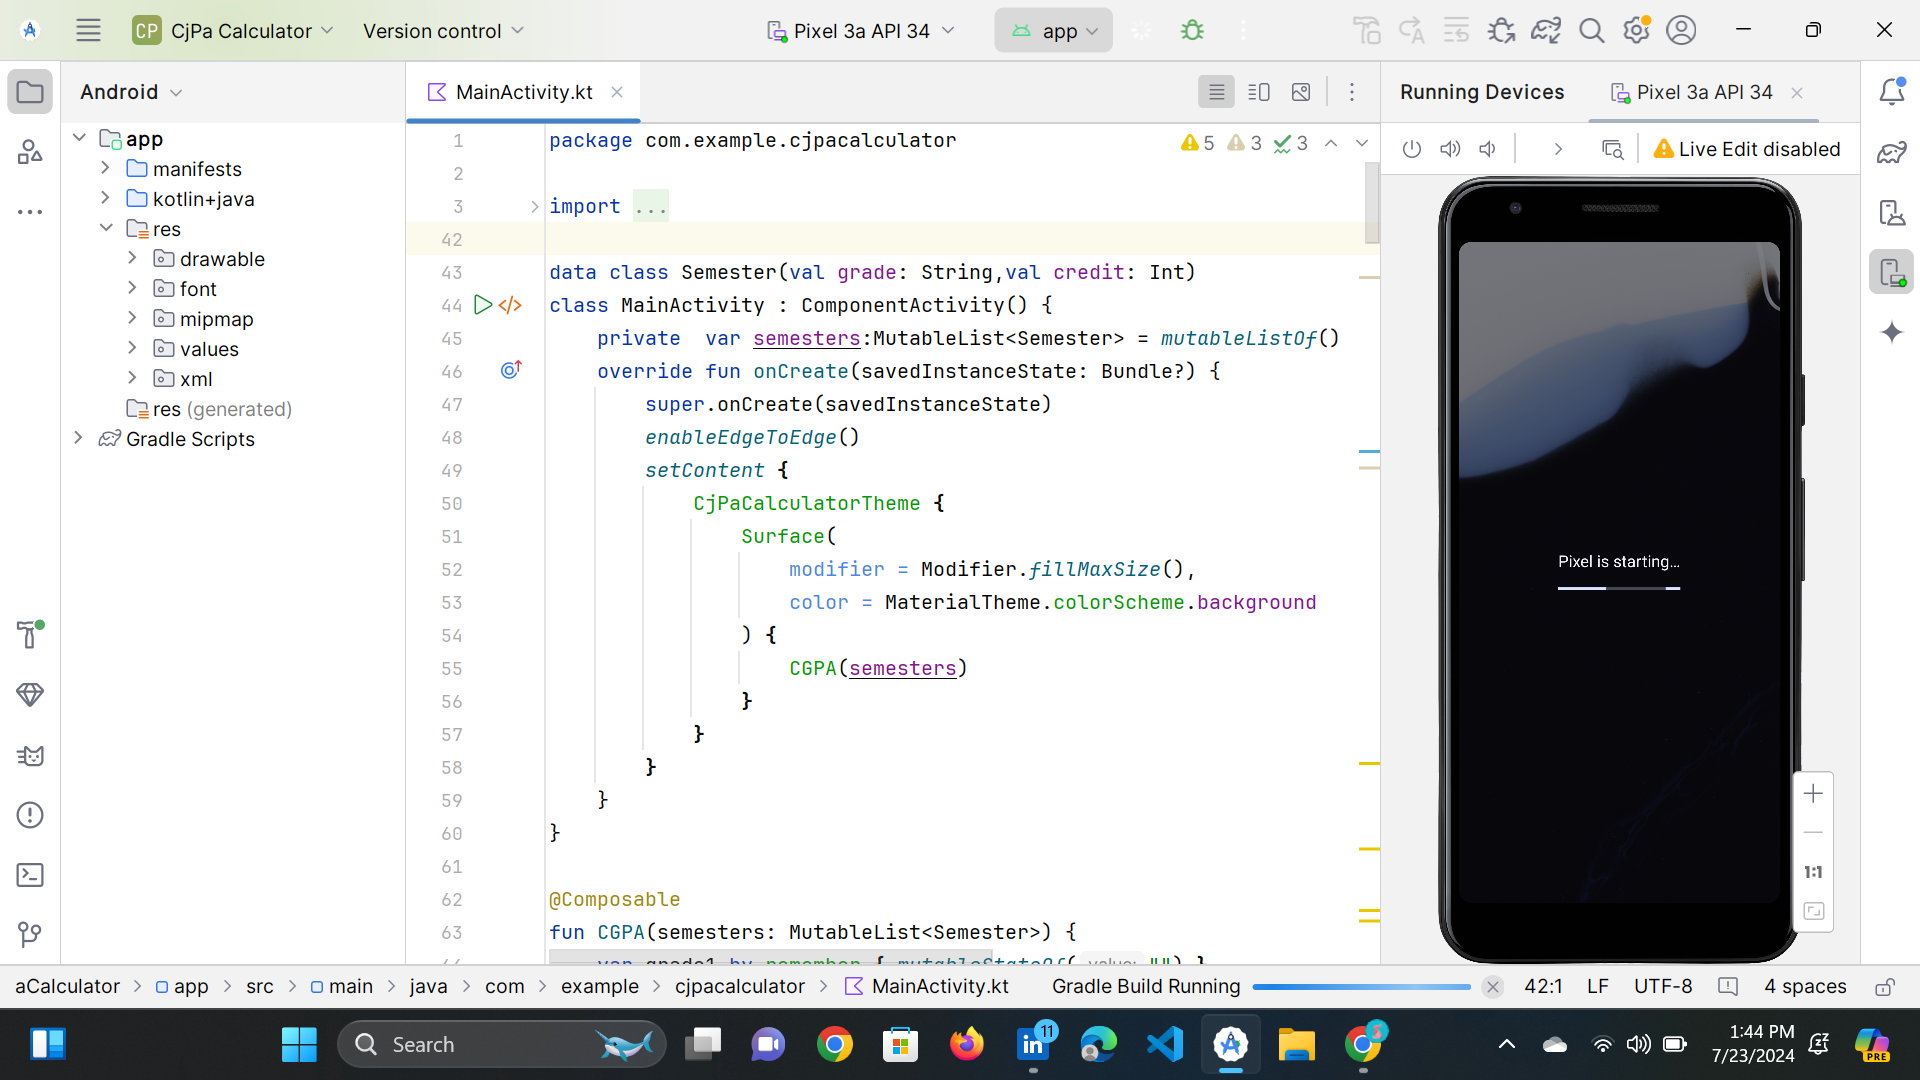 CP CjPa Calculator Version control Pixel 3a API 34 app
Android
MainActivity.kt
Running Devices Pixel 3a API 34
Live Edit disabled
5 3 3
app
manifests
kotlin+java
res
drawable
font
mipmap
values
xml
res (generated)
Gradle Scripts
1 package com.example.cjpacalculator
2
3 import ...
42
43 data class Semester(val grade: String,val credit: Int)
44 class MainActivity : ComponentActivity() {
45 private  var semesters:MutableList<Semester> = mutableListOf()
46 override fun onCreate(savedInstanceState: Bundle?) {
47 super.onCreate(savedInstanceState)
48 enableEdgeToEdge()
49 setContent {
50 CjPaCalculatorTheme {
51 Surface(
52 modifier = Modifier.fillMaxSize(),
53 color = MaterialTheme.colorScheme.background
54 ) {
55 CGPA(semesters)
56 }
57 }
58 }
59 }
60 }
61
62 @Composable
63 fun CGPA(semesters: MutableList<Semester>) {
var grade1 by remember { mutableStateOf( value: "") }
Pixel is starting...
1:1
aCalculator > app > src > main > java > com > example > cjpacalculator > MainActivity.kt Gradle Build Running 42:1 LF UTF-8 4 spaces
Search
11
1:44 PM
7/23/2024
PRE